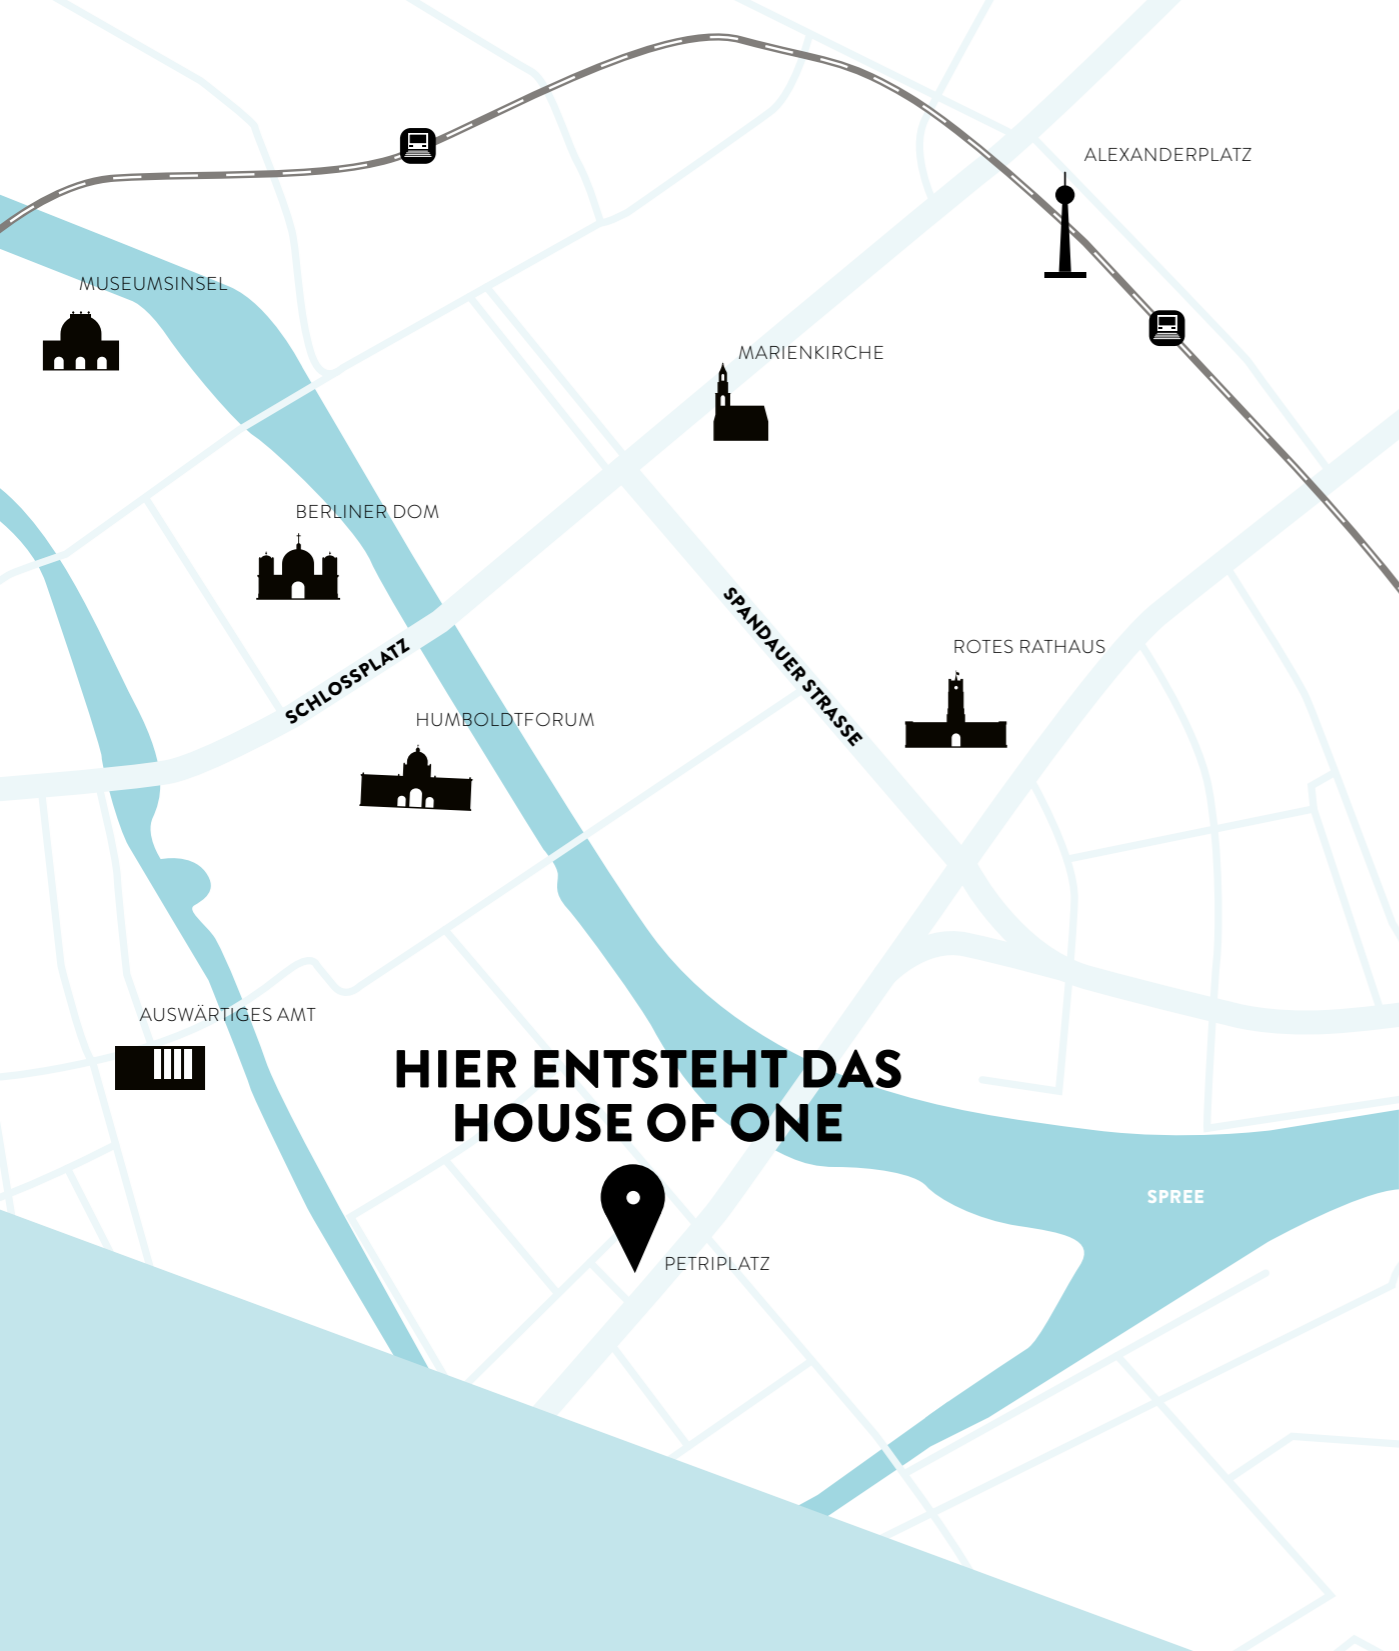 ALEXANDERPLATZ
MUSEUMSINSEL
MARIENKIRCHE
BERLINER DOM
SPANDAUER STRASSE
SCHLOSSPLATZ
ROTES RATHAUS
HUMBOLDTFORUM
AUSWÄRTIGES AMT
HIER ENTSTEHT DAS
HOUSE OF ONE
SPREE
PETRIPLATZ